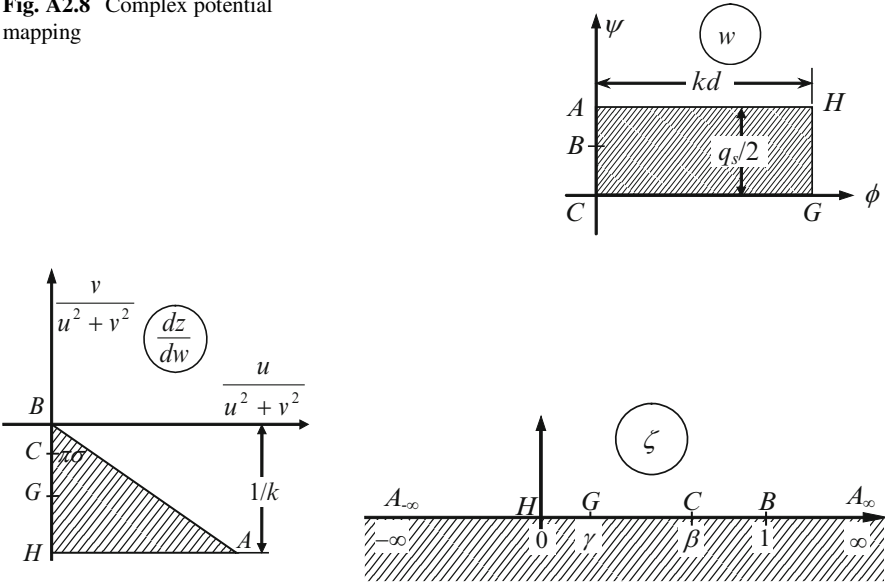 Fig. A2.8 Complex potential
mapping
ψ
w
kd
A
H
B
q_s/2
C
G
ϕ
v
u² + v²
dz
dw
u
u² + v²
B
C
πσ
G
1/k
H
A
ζ
A_-∞
H
G
C
B
A_∞
−∞
0
γ
β
1
∞